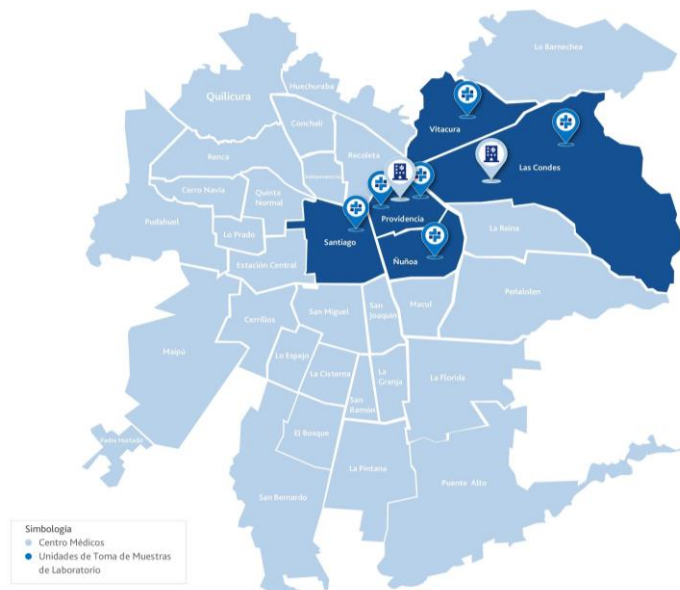 Lo Barnechea
Huechuraba
Quilicura
Conchalí
Vitacura
Recoleta
Renca
Las Condes
Cerro Navia
Quinta
Normal
Pudahuel
Providencia
Lo Prado
Santiago
La Reina
Ñuñoa
Estación Central
Peñalolén
San Miguel
San
Joaquín
Macul
Cerrillos
Maipú
Lo Espejo
La Cisterna
La
Granja
La Florida
San
Ramón
El Bosque
Padre Hurtado
La Pintana
Puente Alto
San Bernardo
Simbología
Centro Médicos
Unidades de Toma de Muestras
de Laboratorio